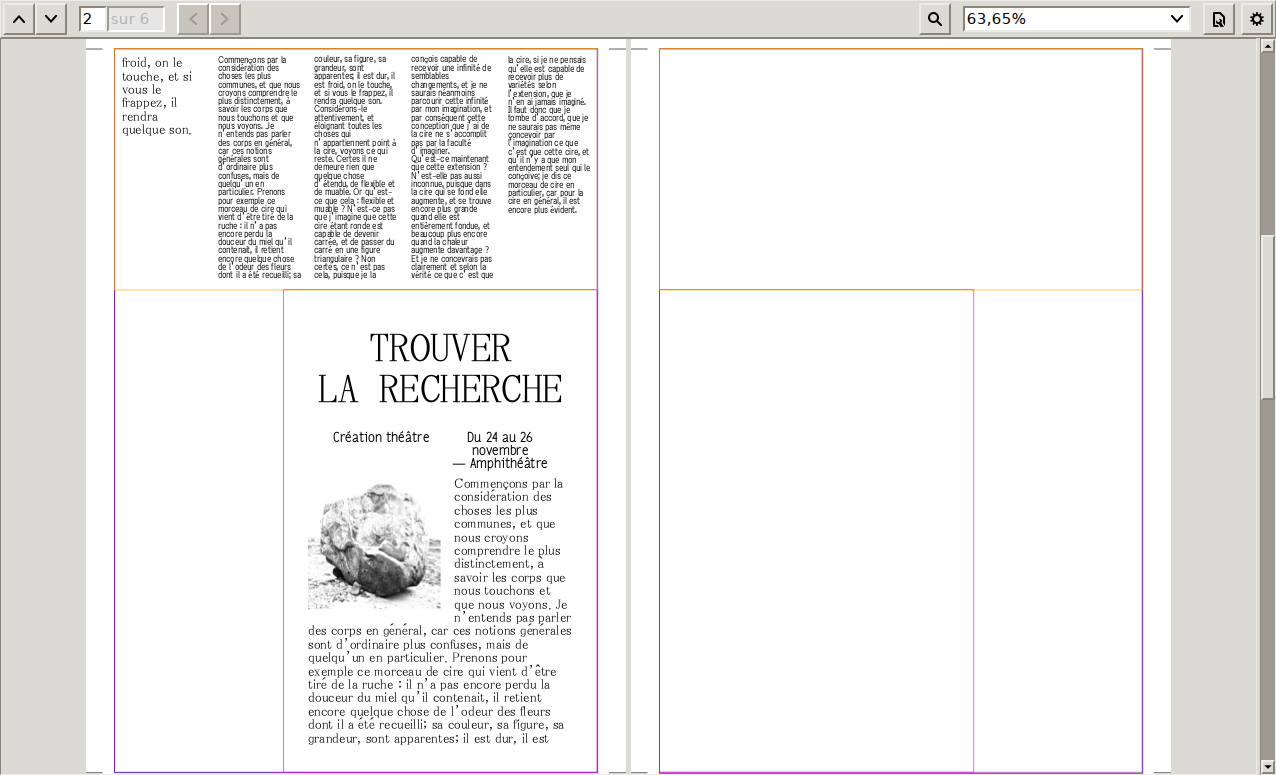 2
sur 6
63,65%
froid, on le
touche, et si
vous le
frappez, il
rendra
quelque son.
Commençons par la
considération des
choses les plus
communes, et que nous
croyons comprendre le
plus distinctement, à
savoir les corps que
nous touchons et que
nous voyons. Je
n'entends pas parler
des corps en général,
car ces notions
générales sont
d'ordinaire plus
confuses, mais de
quelqu'un en
particulier. Prenons
pour exemple ce
morceau de cire qui
vient d'être tiré de la
ruche : il n'a pas
encore perdu la
douceur du miel qu'il
contenait, il retient
encore quelque chose
de l'odeur des fleurs
dont il a été recueilli; sa
couleur, sa figure, sa
grandeur, sont
apparentes; il est dur, il
est froid, on le touche,
et si vous le frappez, il
rendra quelque son.
Considérons-le
attentivement, et
éloignant toutes les
choses qui
n'appartiennent point à
la cire, voyons ce qui
reste. Certes il ne
demeure rien que
quelque chose
d'étendu, de flexible et
de muable. Or qu'est-
ce que cela : flexible et
muable ? N'est-ce pas
que j'imagine que cette
cire étant ronde est
capable de devenir
carrée, et de passer du
carré en une figure
triangulaire ? Non
certes, ce n'est pas
cela, puisque je la
conçois capable de
recevoir une infinité de
semblables
changements, et je ne
saurais néanmoins
parcourir cette infinité
par mon imagination, et
par conséquent cette
conception que j'ai de
la cire ne s'accomplit
pas par la faculté
d'imaginer.
Qu'est-ce maintenant
que cette extension ?
N'est-elle pas aussi
inconnue, puisque dans
la cire qui se fond elle
augmente, et se trouve
encore plus grande
quand elle est
entièrement fondue, et
beaucoup plus encore
quand la chaleur
augmente davantage ?
Et je ne concevrais pas
clairement et selon la
vérité ce que c'est que
la cire, si je ne pensais
qu'elle est capable de
recevoir plus de
variétés selon
l'extension, que je
n'en ai jamais imaginé.
Il faut donc que je
tombe d'accord, que je
ne saurais pas même
concevoir par
l'imagination ce que
c'est que cette cire, et
qu'il n'y a que mon
entendement seul qui le
conçoive; je dis ce
morceau de cire en
particulier, car pour la
cire en général, il est
encore plus évident.
TROUVER
LA RECHERCHE
Création théâtre
Du 24 au 26
novembre
— Amphithéâtre
Commençons par la
considération des
choses les plus
communes, et que
nous croyons
comprendre le plus
distinctement, à
savoir les corps que
nous touchons et
que nous voyons. Je
n'entends pas parler
des corps en général, car ces notions générales
sont d'ordinaire plus confuses, mais de
quelqu'un en particulier. Prenons pour
exemple ce morceau de cire qui vient d'être
tiré de la ruche : il n'a pas encore perdu la
douceur du miel qu'il contenait, il retient
encore quelque chose de l'odeur des fleurs
dont il a été recueilli; sa couleur, sa figure, sa
grandeur, sont apparentes; il est dur, il est